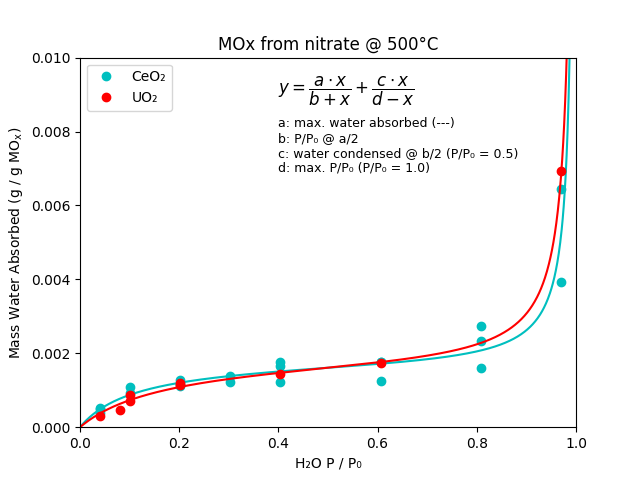 MOx from nitrate @ 500°C
0.010
0.008
0.006
0.004
0.002
0.000
Mass Water Absorbed (g / g MOₓ)
CeO₂
UO₂
y = a · x / b + x + c · x / d − x
a: max. water absorbed (---)
b: P/P₀ @ a/2
c: water condensed @ b/2 (P/P₀ = 0.5)
d: max. P/P₀ (P/P₀ = 1.0)
0.0 0.2 0.4 0.6 0.8 1.0
H₂O P / P₀